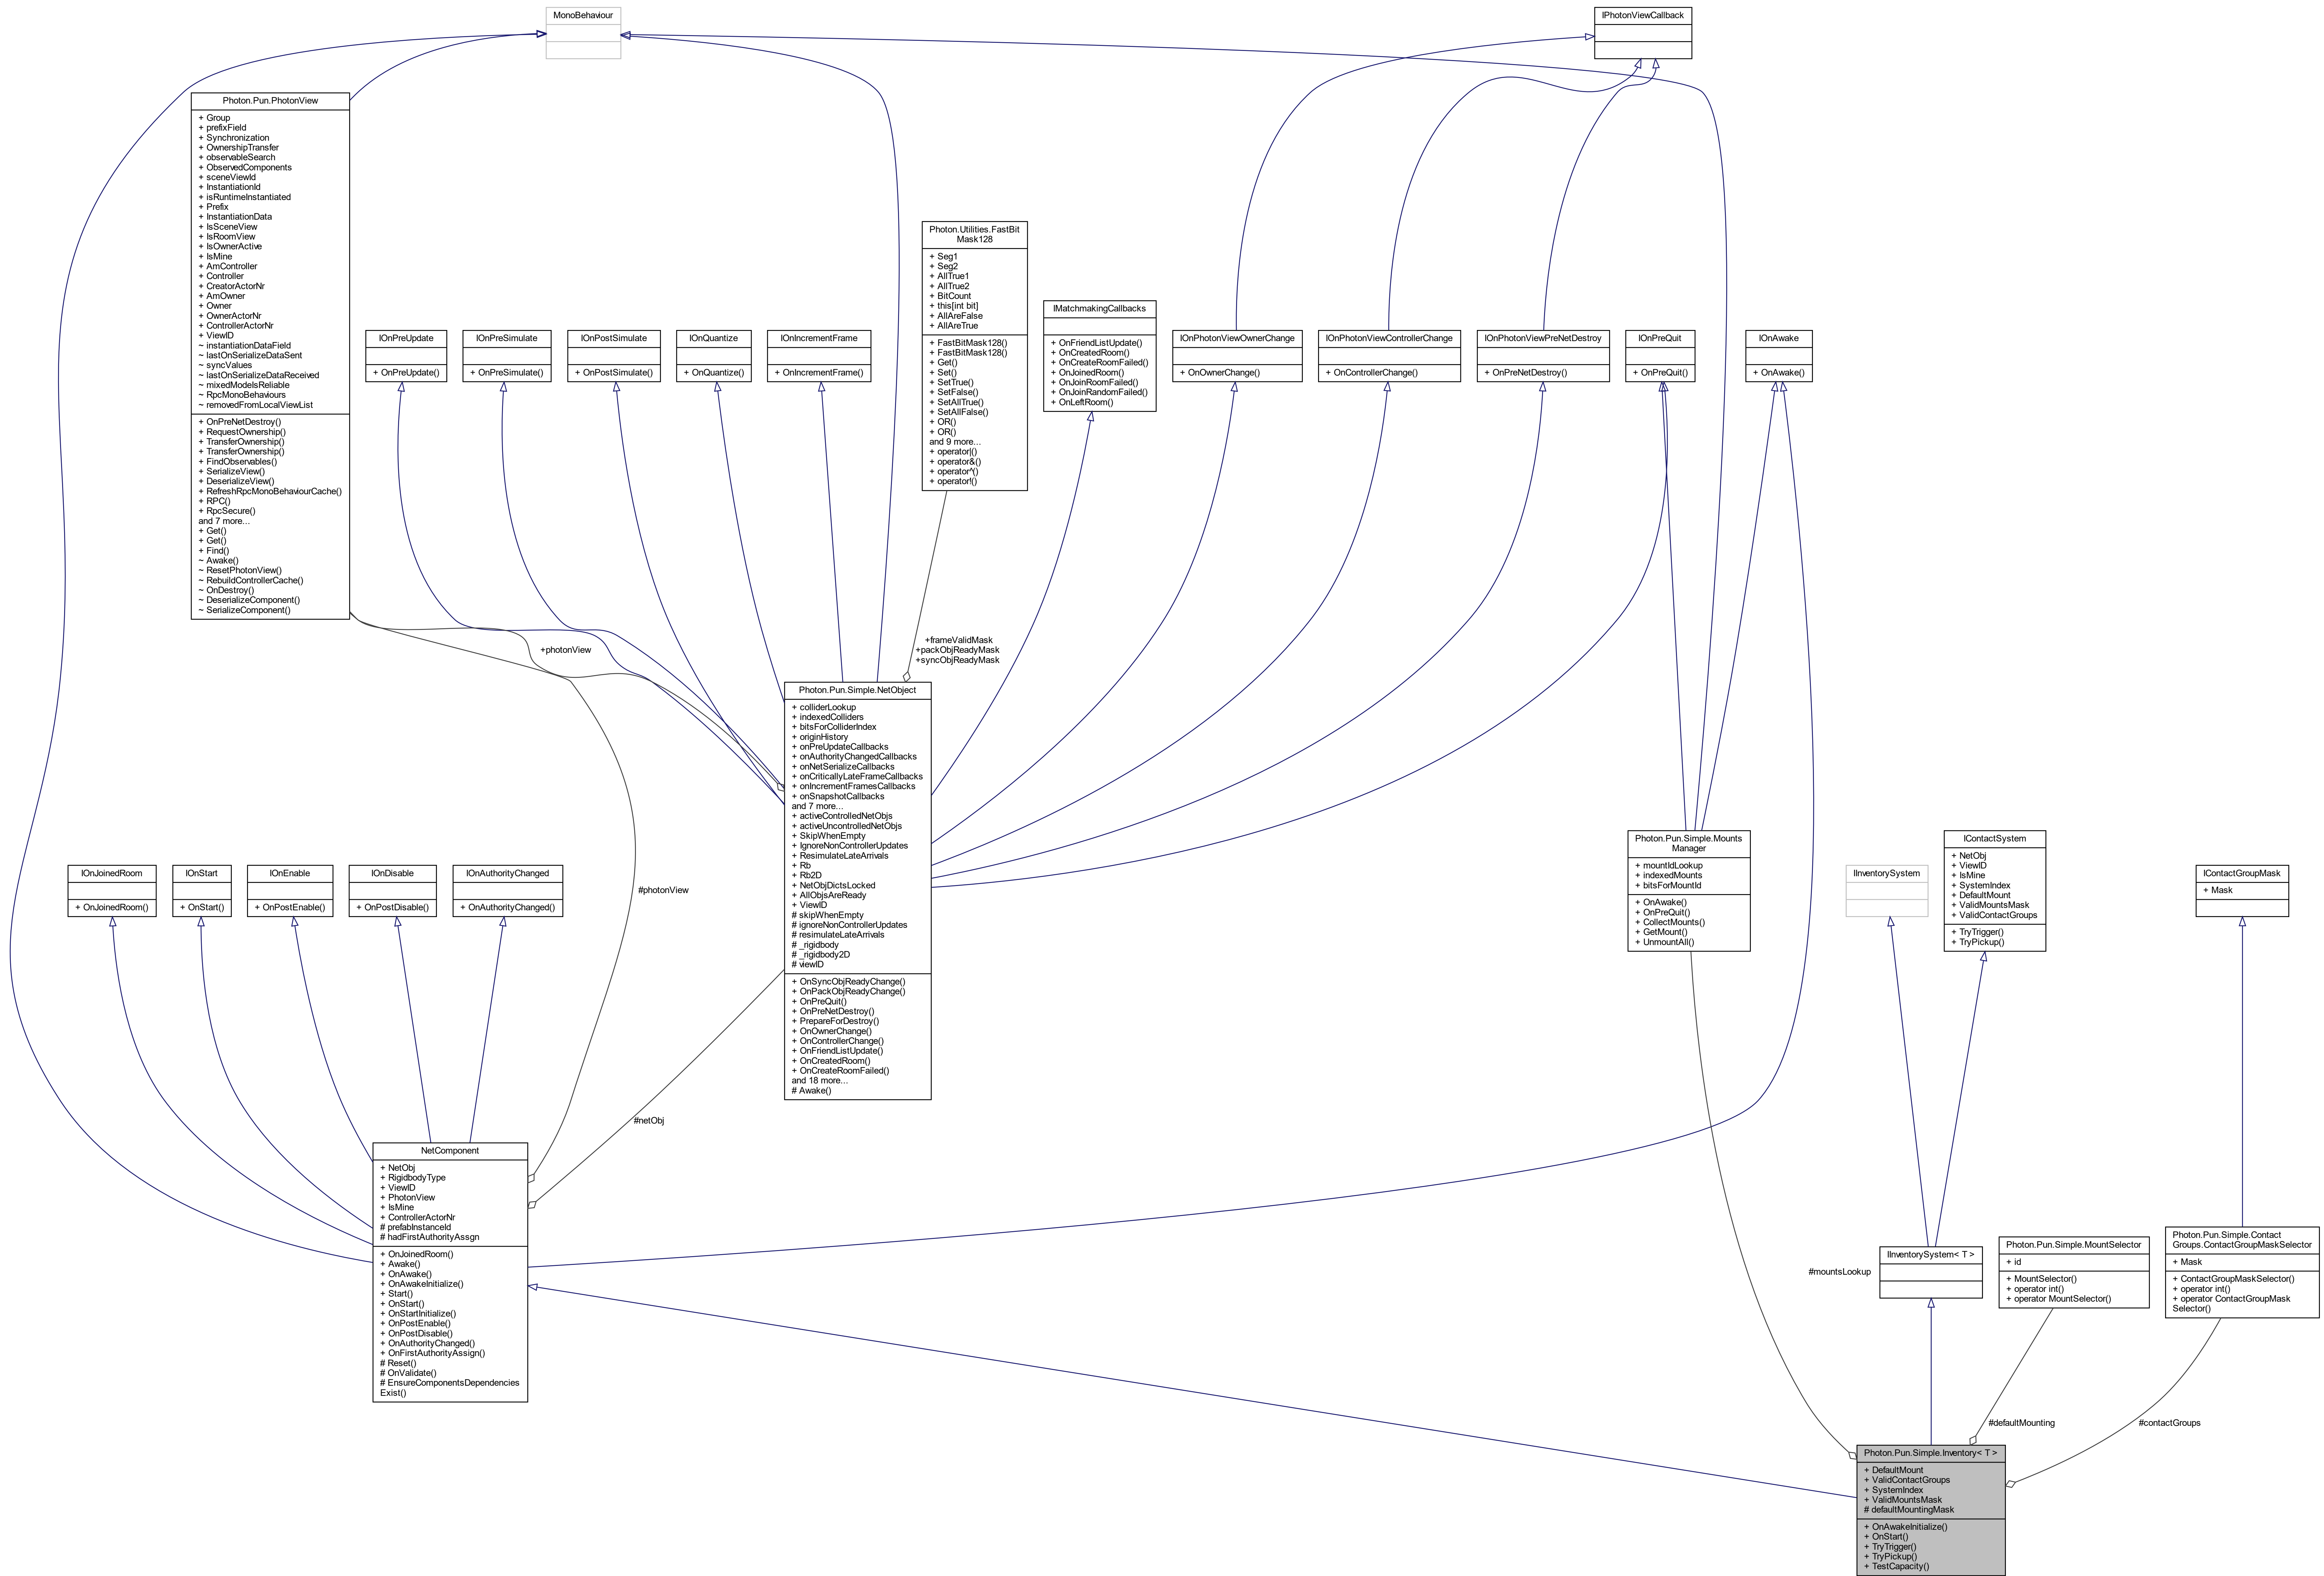 MonoBehaviour
IPhotonViewCallback
Photon.Pun.PhotonView
+ Group
+ prefixField
+ Synchronization
+ OwnershipTransfer
+ observableSearch
+ ObservedComponents
+ sceneViewId
+ InstantiationId
+ isRuntimeInstantiated
+ Prefix
+ InstantiationData
+ IsSceneView
+ IsRoomView
+ IsOwnerActive
+ IsMine
+ AmController
+ Controller
+ CreatorActorNr
+ AmOwner
+ Owner
+ OwnerActorNr
+ ControllerActorNr
+ ViewID
~ instantiationDataField
~ lastOnSerializeDataSent
~ syncValues
~ lastOnSerializeDataReceived
~ mixedModeIsReliable
~ RpcMonoBehaviours
~ removedFromLocalViewList
+ OnPreNetDestroy()
+ RequestOwnership()
+ TransferOwnership()
+ TransferOwnership()
+ FindObservables()
+ SerializeView()
+ DeserializeView()
+ RefreshRpcMonoBehaviourCache()
+ RPC()
+ RpcSecure()
and 7 more...
+ Get()
+ Get()
+ Find()
~ Awake()
~ ResetPhotonView()
~ RebuildControllerCache()
~ OnDestroy()
~ DeserializeComponent()
~ SerializeComponent()
IOnPreUpdate
+ OnPreUpdate()
IOnPreSimulate
+ OnPreSimulate()
IOnPostSimulate
+ OnPostSimulate()
IOnQuantize
+ OnQuantize()
IOnIncrementFrame
+ OnIncrementFrame()
Photon.Utilities.FastBit
Mask128
+ Seg1
+ Seg2
+ AllTrue1
+ AllTrue2
+ BitCount
+ this[int bit]
+ AllAreFalse
+ AllAreTrue
+ FastBitMask128()
+ FastBitMask128()
+ Get()
+ Set()
+ SetTrue()
+ SetFalse()
+ SetAllTrue()
+ SetAllFalse()
+ OR()
+ OR()
and 9 more...
+ operator|()
+ operator&()
+ operator^()
+ operator!()
IMatchmakingCallbacks
+ OnFriendListUpdate()
+ OnCreatedRoom()
+ OnCreateRoomFailed()
+ OnJoinedRoom()
+ OnJoinRoomFailed()
+ OnJoinRandomFailed()
+ OnLeftRoom()
IOnPhotonViewOwnerChange
+ OnOwnerChange()
IOnPhotonViewControllerChange
+ OnControllerChange()
IOnPhotonViewPreNetDestroy
+ OnPreNetDestroy()
IOnPreQuit
+ OnPreQuit()
IOnAwake
+ OnAwake()
+photonView
+frameValidMask
+packObjReadyMask
+syncObjReadyMask
Photon.Pun.Simple.NetObject
+ colliderLookup
+ indexedColliders
+ bitsForColliderIndex
+ originHistory
+ onPreUpdateCallbacks
+ onAuthorityChangedCallbacks
+ onNetSerializeCallbacks
+ onCriticallyLateFrameCallbacks
+ onIncrementFramesCallbacks
+ onSnapshotCallbacks
and 7 more...
+ activeControlledNetObjs
+ activeUncontrolledNetObjs
+ SkipWhenEmpty
+ IgnoreNonControllerUpdates
+ ResimulateLateArrivals
+ Rb
+ Rb2D
+ NetObjDictsLocked
+ AllObjsAreReady
+ ViewID
# skipWhenEmpty
# ignoreNonControllerUpdates
# resimulateLateArrivals
# _rigidbody
# _rigidbody2D
# viewID
+ OnSyncObjReadyChange()
+ OnPackObjReadyChange()
+ OnPreQuit()
+ OnPreNetDestroy()
+ PrepareForDestroy()
+ OnOwnerChange()
+ OnControllerChange()
+ OnFriendListUpdate()
+ OnCreatedRoom()
+ OnCreateRoomFailed()
and 18 more...
# Awake()
Photon.Pun.Simple.Mounts
Manager
+ mountIdLookup
+ indexedMounts
+ bitsForMountId
+ OnAwake()
+ OnPreQuit()
+ CollectMounts()
+ GetMount()
+ UnmountAll()
IInventorySystem
IContactSystem
+ NetObj
+ ViewID
+ IsMine
+ SystemIndex
+ DefaultMount
+ ValidMountsMask
+ ValidContactGroups
+ TryTrigger()
+ TryPickup()
IContactGroupMask
+ Mask
IOnJoinedRoom
+ OnJoinedRoom()
IOnStart
+ OnStart()
IOnEnable
+ OnPostEnable()
IOnDisable
+ OnPostDisable()
IOnAuthorityChanged
+ OnAuthorityChanged()
#photonView
#netObj
NetComponent
+ NetObj
+ RigidbodyType
+ ViewID
+ PhotonView
+ IsMine
+ ControllerActorNr
# prefabInstanceId
# hadFirstAuthorityAssgn
+ OnJoinedRoom()
+ Awake()
+ OnAwake()
+ OnAwakeInitialize()
+ Start()
+ OnStart()
+ OnStartInitialize()
+ OnPostEnable()
+ OnPostDisable()
+ OnAuthorityChanged()
+ OnFirstAuthorityAssign()
# Reset()
# OnValidate()
# EnsureComponentsDependencies
Exist()
#mountsLookup
IInventorySystem< T >
Photon.Pun.Simple.MountSelector
+ id
+ MountSelector()
+ operator int()
+ operator MountSelector()
Photon.Pun.Simple.Contact
Groups.ContactGroupMaskSelector
+ Mask
+ ContactGroupMaskSelector()
+ operator int()
+ operator ContactGroupMask
Selector()
#defaultMounting
#contactGroups
Photon.Pun.Simple.Inventory< T >
+ DefaultMount
+ ValidContactGroups
+ SystemIndex
+ ValidMountsMask
# defaultMountingMask
+ OnAwakeInitialize()
+ OnStart()
+ TryTrigger()
+ TryPickup()
+ TestCapacity()